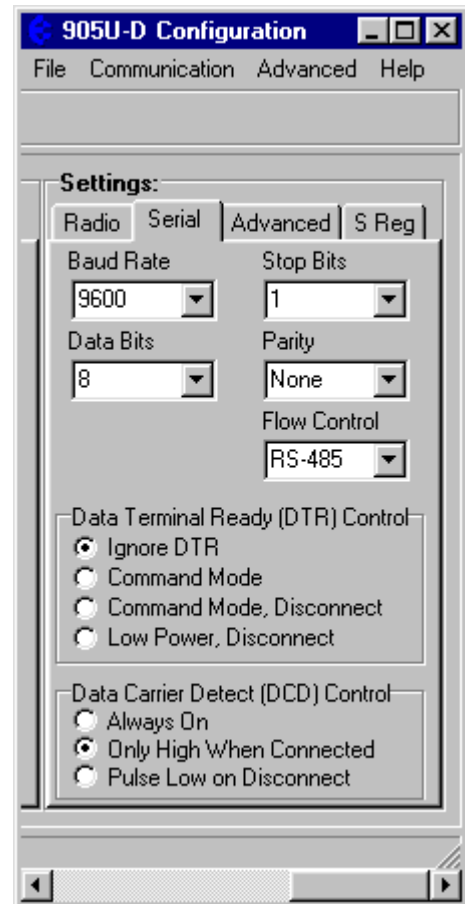 905U-D Configuration
File Communication Advanced Help
Settings:
Radio Serial Advanced S Reg
Baud Rate Stop Bits
9600 1
Data Bits Parity
8 None
Flow Control
RS-485
Data Terminal Ready (DTR) Control
Ignore DTR
Command Mode
Command Mode, Disconnect
Low Power, Disconnect
Data Carrier Detect (DCD) Control
Always On
Only High When Connected
Pulse Low on Disconnect